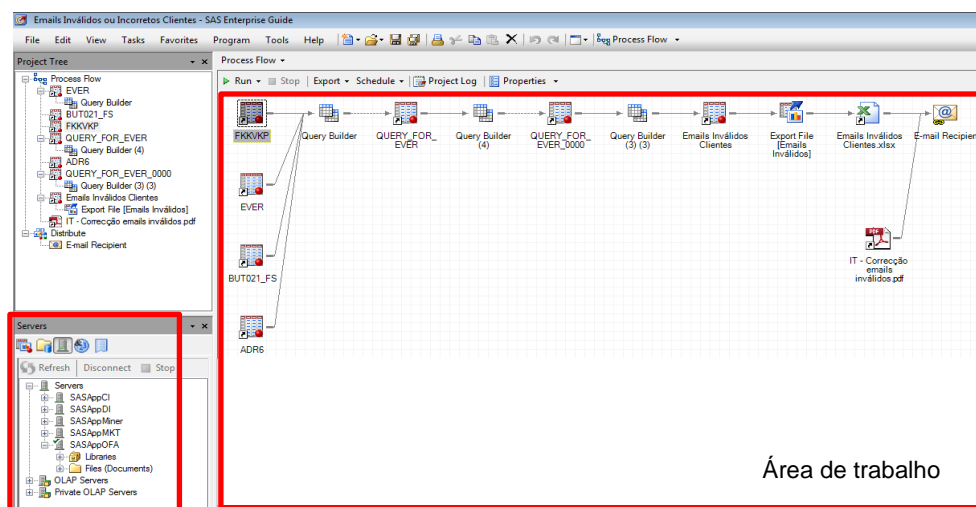 Emails Inválidos ou Incorretos Clientes - SAS Enterprise Guide
File Edit View Tasks Favorites Program Tools Help Process Flow
Project Tree
Process Flow
EVER
Query Builder
BUT021_FS
FKKVKP
QUERY_FOR_EVER
Query Builder (4)
ADR6
QUERY_FOR_EVER_0000
Query Builder (3) (3)
Emails Inválidos Clientes
Export File [Emails Inválidos]
IT - Correcção emails inválidos.pdf
Distribute
E-mail Recipient
Servers
Refresh Disconnect Stop
Servers
SASAppCI
SASAppDI
SASAppMiner
SASAppMKT
SASAppOFA
Libraries
Files (Documents)
OLAP Servers
Private OLAP Servers
Process Flow
Run Stop Export Schedule Project Log Properties
FKKVKP
Query Builder
QUERY_FOR_
EVER
Query Builder
(4)
QUERY_FOR_
EVER_0000
Query Builder
(3) (3)
Emails Inválidos
Clientes
Export File
[Emails
Inválidos]
Emails Inválidos
Clientes.xlsx
E-mail Recipien
EVER
BUT021_FS
PDF
IT - Correcção
emails
inválidos.pdf
ADR6
Área de trabalho